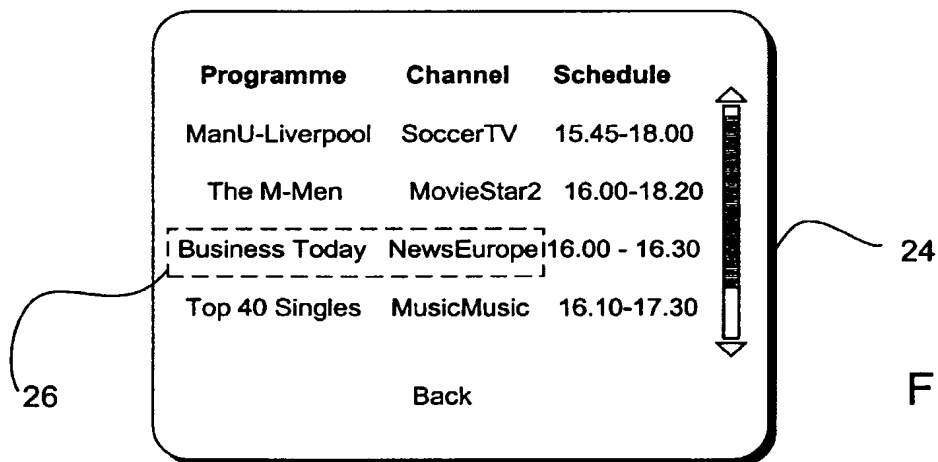 Programme Channel Schedule
ManU-Liverpool SoccerTV 15.45-18.00
The M-Men MovieStar2 16.00-18.20
Business Today NewsEurope 16.00 - 16.30
24
Top 40 Singles MusicMusic 16.10-17.30
26
Back
F